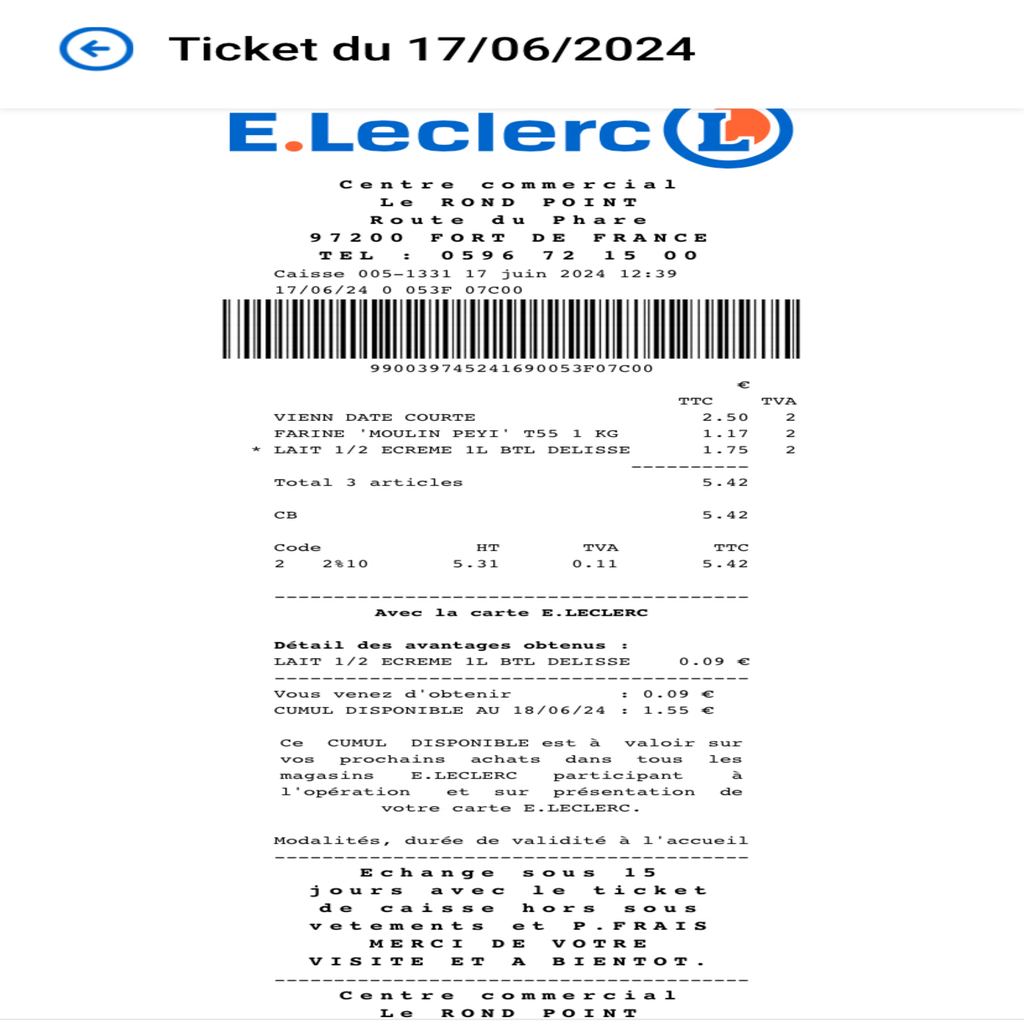 Ticket du 17/06/2024
E.Leclerc L
Centre commercial
Le ROND POINT
Route du Phare
97200 FORT DE FRANCE
TEL : 0596 72 15 00
Caisse 005-1331 17 juin 2024 12:39
17/06/24 0 053F 07C00
990039745241690053F07C00
€
TTC TVA
VIENN DATE COURTE 2.50 2
FARINE 'MOULIN PEYI' T55 1 KG 1.17 2
* LAIT 1/2 ECREME 1L BTL DELISSE 1.75 2
----------
Total 3 articles 5.42
CB 5.42
Code HT TVA TTC
2 2%10 5.31 0.11 5.42
----------------------------------------
Avec la carte E.LECLERC
Détail des avantages obtenus :
LAIT 1/2 ECREME 1L BTL DELISSE 0.09 €
----------------------------------------
Vous venez d'obtenir : 0.09 €
CUMUL DISPONIBLE AU 18/06/24 : 1.55 €
Ce CUMUL DISPONIBLE est à valoir sur
vos prochains achats dans tous les
magasins E.LECLERC participant à
l'opération et sur présentation de
votre carte E.LECLERC.
Modalités, durée de validité à l'accueil
----------------------------------------
Echange sous 15
jours avec le ticket
de caisse hors sous
vetements et P.FRAIS
MERCI DE VOTRE
VISITE ET A BIENTOT.
----------------------------------------
Centre commercial
Le ROND POINT